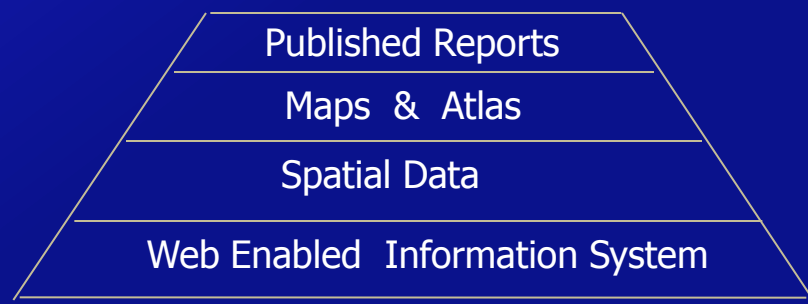 Published Reports
Maps & Atlas
Spatial Data
Web Enabled Information System